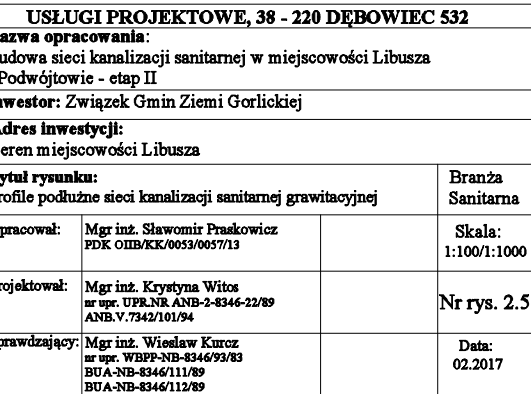 USŁUGI PROJEKTOWE, 38 - 220 DĘBOWIEC 532
azwa opracowania:
udowa sieci kanalizacji sanitarnej w miejscowości Libusza
Podwójtowie - etap II
nwestor: Związek Gmin Ziemi Gorlickiej
Adres inwestycji:
eren miejscowości Libusza
ytuł rysunku:
rofile podłużne sieci kanalizacji sanitarnej grawitacyjnej
Branża
Sanitarna
pracował:
Mgr inż. Sławomir Praskowicz
PDK OIIB/KK/0053/0057/13
Skala:
1:100/1:1000
rojektował:
Mgr inż. Krystyna Witos
nr upr. UPR.NR ANB-2-8346-22/89
ANB.V.7342/101/94
Nr rys. 2.5
prawdzający:
Mgr inż. Wiesław Kurcz
nr upr. WBPP-NB-8346/93/83
BUA-NB-8346/111/89
BUA-NB-8346/112/89
Data:
02.2017